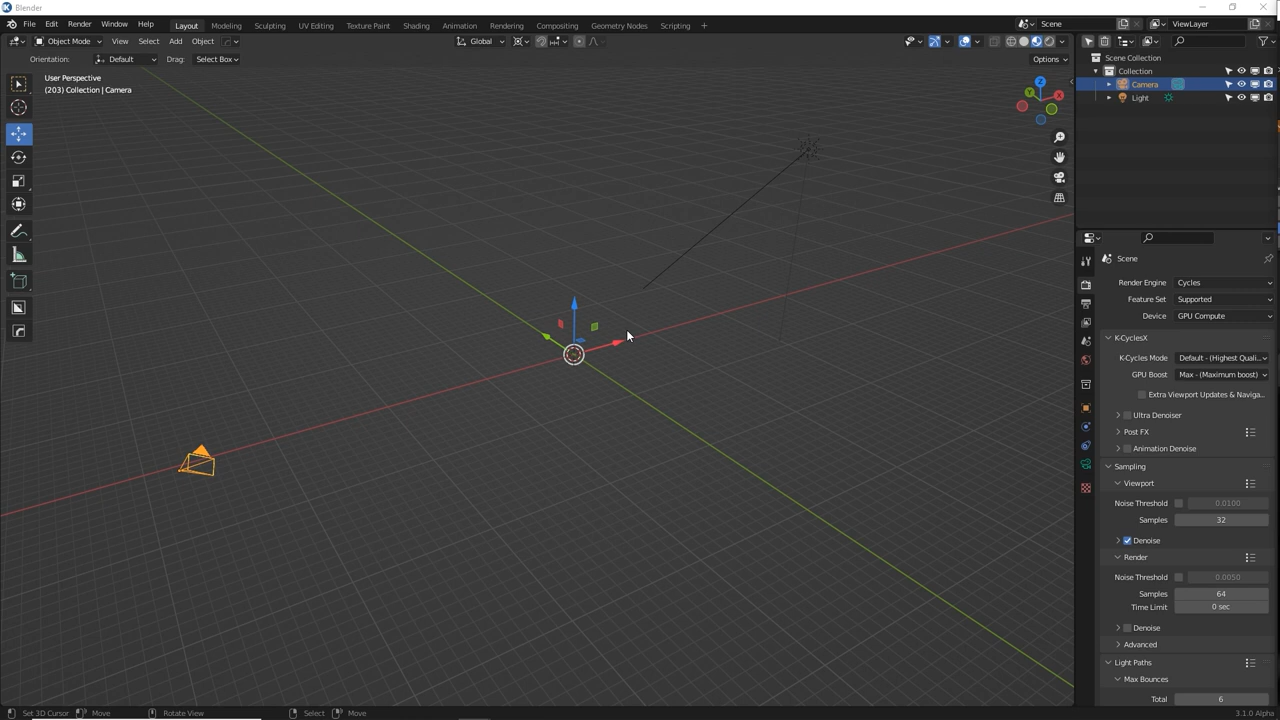 Blender
File Edit Render Window Help Layout Modeling Sculpting UV Editing Texture Paint Shading Animation Rendering Compositing Geometry Nodes Scripting + Scene ViewLayer
Object Mode View Select Add Object Global
Orientation: Default Drag: Select Box Options
User Perspective
(203) Collection | Camera
Z
Y
X
Scene Collection
Collection
Camera
Light
Scene
Render Engine Cycles
Feature Set Supported
Device GPU Compute
K-CyclesX
K-Cycles Mode Default - (Highest Quali...
GPU Boost Max - (Maximum boost)
Extra Viewport Updates & Naviga...
Ultra Denoiser
Post FX
Animation Denoise
Sampling
Viewport
Noise Threshold 0.0100
Samples 32
Denoise
Render
Noise Threshold 0.0050
Samples 64
Time Limit 0 sec
Denoise
Advanced
Light Paths
Max Bounces
Total 6
Set 3D Cursor Move Rotate View Select Move 3.1.0 Alpha